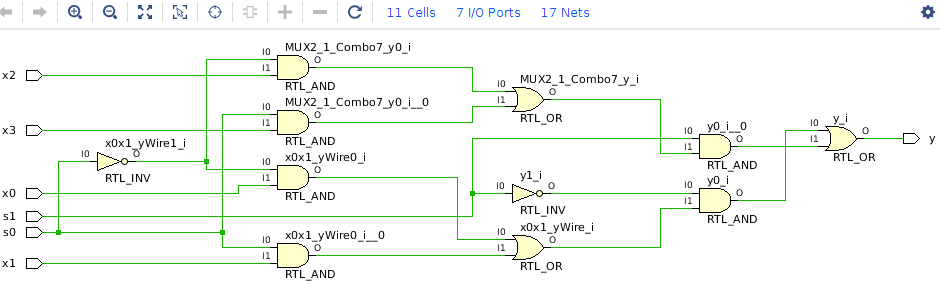 11 Cells 7 I/O Ports 17 Nets
MUX2_1_Combo7_y0_i
I0
I1
O
RTL_AND
x2
MUX2_1_Combo7_y_i
I0
I1
O
RTL_OR
MUX2_1_Combo7_y0_i__0
I0
I1
O
RTL_AND
x3
y0_i__0
I0
I1
O
RTL_AND
y_i
I0
I1
O
RTL_OR
y
x0x1_yWire1_i
I0
O
RTL_INV
x0x1_yWire0_i
I0
I1
O
RTL_AND
x0
y1_i
I0
O
RTL_INV
y0_i
I0
I1
O
RTL_AND
s1
s0
x0x1_yWire_i
I0
I1
O
RTL_OR
x0x1_yWire0_i__0
I0
I1
O
RTL_AND
x1